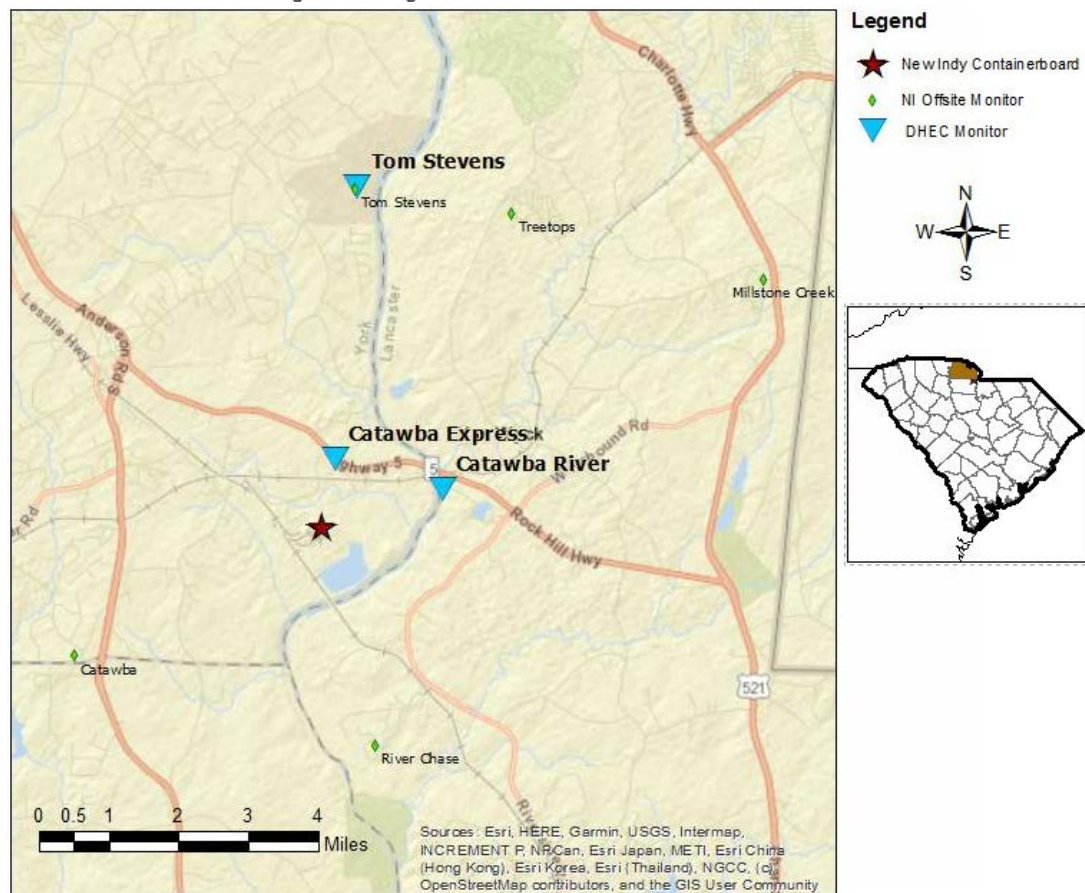 Legend
New Indy Containerboard
NI Offsite Monitor
DHEC Monitor
N
W E
S
Charlotte Hwy
Tom Stevens
Tom Stevens
Treetops
Millstone Creek
Lesslie Hwy
Anderson Rd S
York
Lancaster
Catawba Express
Highway 5
5
Catawba River
Rock Hill Hwy
Catawba
521
River Chase
0 0.5 1 2 3 4
Miles
Sources: Esri, HERE, Garmin, USGS, Intermap,
INCREMENT P, NRCan, Esri Japan, METI, Esri China
(Hong Kong), Esri Korea, Esri (Thailand), NGCC, (c)
OpenStreetMap contributors, and the GIS User Community